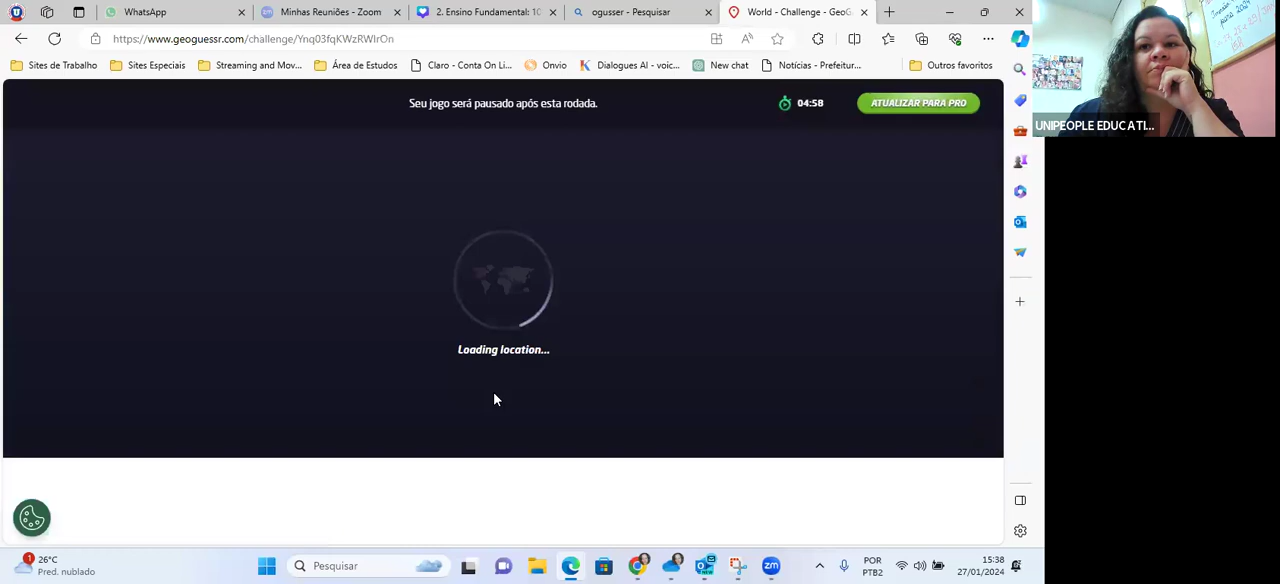 WhatsApp
Minhas Reuniões - Zoom
2. Ensino Fundamental: 10
ogusser - Pesquisar
World - Challenge - GeoG
https://www.geoguessr.com/challenge/Ynq03fqKWzRWIrOn
Sites de Trabalho
Sites Especiais
Streaming and Mov...
Área de Estudos
Claro - Conta On Li...
Onvio
Dialogues AI - voic...
New chat
Notícias - Prefeitur...
Outros favoritos
Seu jogo será pausado após esta rodada.
04:58
ATUALIZAR PARA PRO
UNIPEOPLE EDUCATI...
Loading location...
1
26°C
Pred. nublado
Pesquisar
NEW
zm
POR
PTB2
15:38
27/01/2024